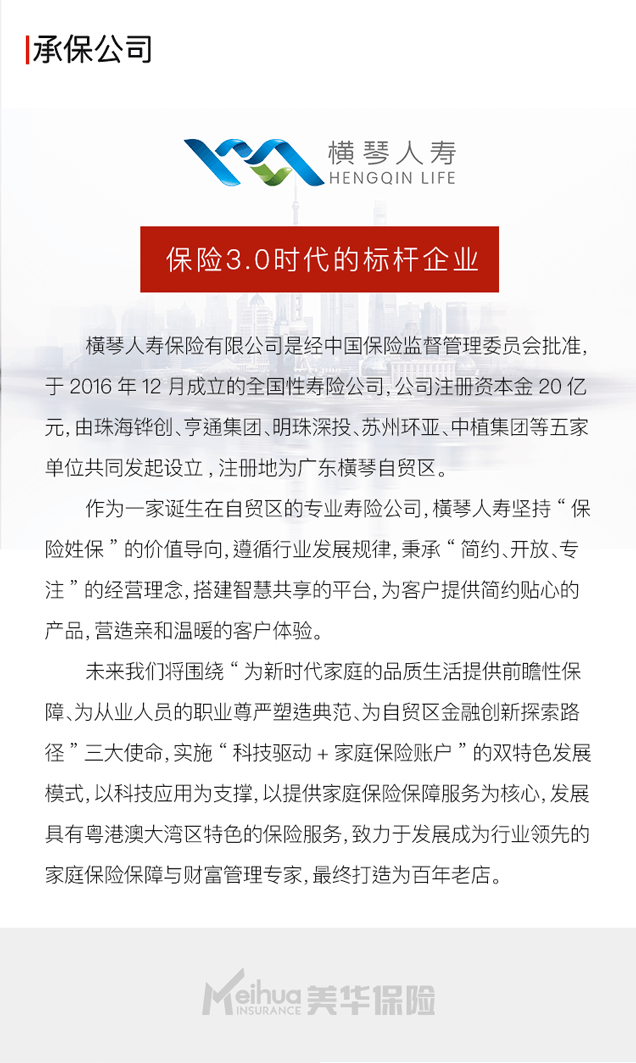 承保公司
横琴人寿
HENGQIN LIFE
保险3.0时代的标杆企业
横琴人寿保险有限公司是经中国保险监督管理委员会批准,
于 2016 年 12 月成立的全国性寿险公司, 公司注册资本金 20 亿
元, 由珠海铧创、亨通集团、明珠深投、苏州环亚、中植集团等五家
单位共同发起设立 , 注册地为广东横琴自贸区。
作为一家诞生在自贸区的专业寿险公司, 横琴人寿坚持 “ 保
险姓保 ” 的价值导向, 遵循行业发展规律, 秉承 “ 简约、开放、专
注 ” 的经营理念, 搭建智慧共享的平台, 为客户提供简约贴心的
产品, 营造亲和温暖的客户体验。
未来我们将围绕 “ 为新时代家庭的品质生活提供前瞻性保
障、为从业人员的职业尊严塑造典范、为自贸区金融创新探索路
径 ” 三大使命, 实施 “ 科技驱动 + 家庭保险账户 ” 的双特色发展
模式, 以科技应用为支撑, 以提供家庭保险保障服务为核心, 发展
具有粤港澳大湾区特色的保险服务, 致力于发展成为行业领先的
家庭保险保障与财富管理专家, 最终打造为百年老店。
Meihua INSURANCE 美华保险